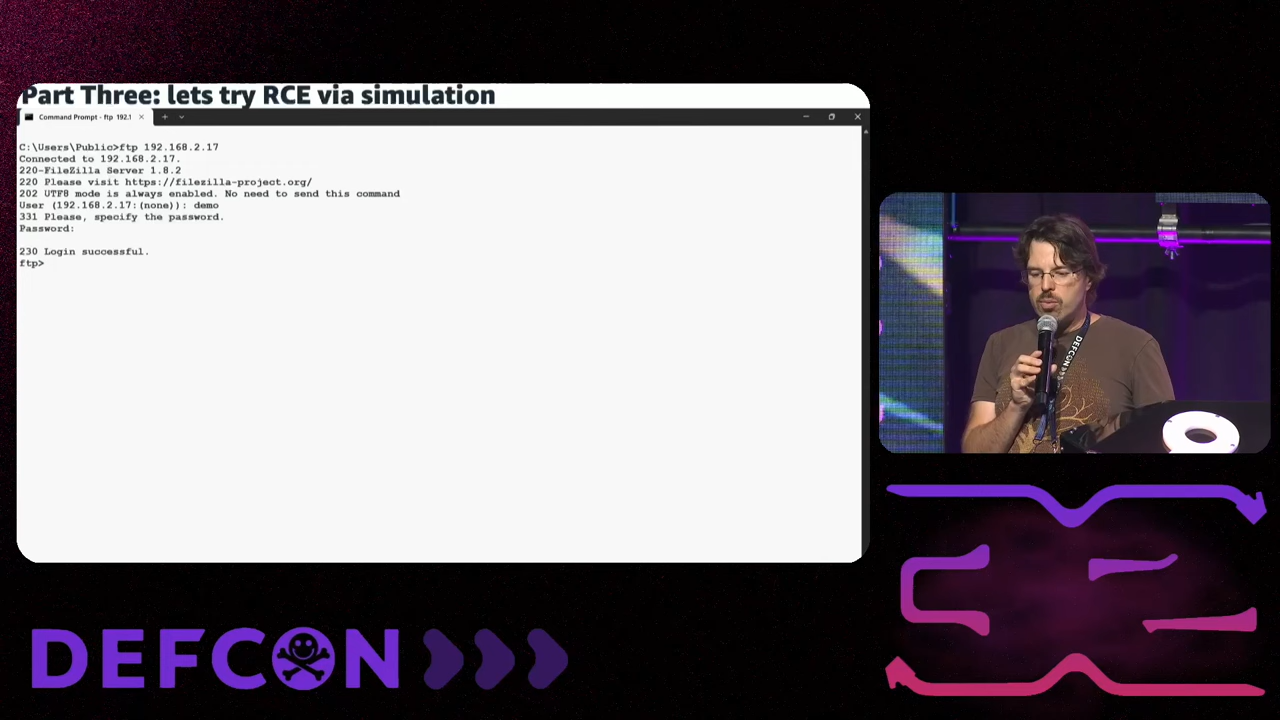 Part Three: lets try RCE via simulation
Command Prompt - ftp 192.1
C:\Users\Public>ftp 192.168.2.17
Connected to 192.168.2.17.
220-FileZilla Server 1.8.2
220 Please visit https://filezilla-project.org/
202 UTF8 mode is always enabled. No need to send this command
User (192.168.2.17:(none)): demo
331 Please, specify the password.
Password:
230 Login successful.
ftp>
DEFCON
DEFCON